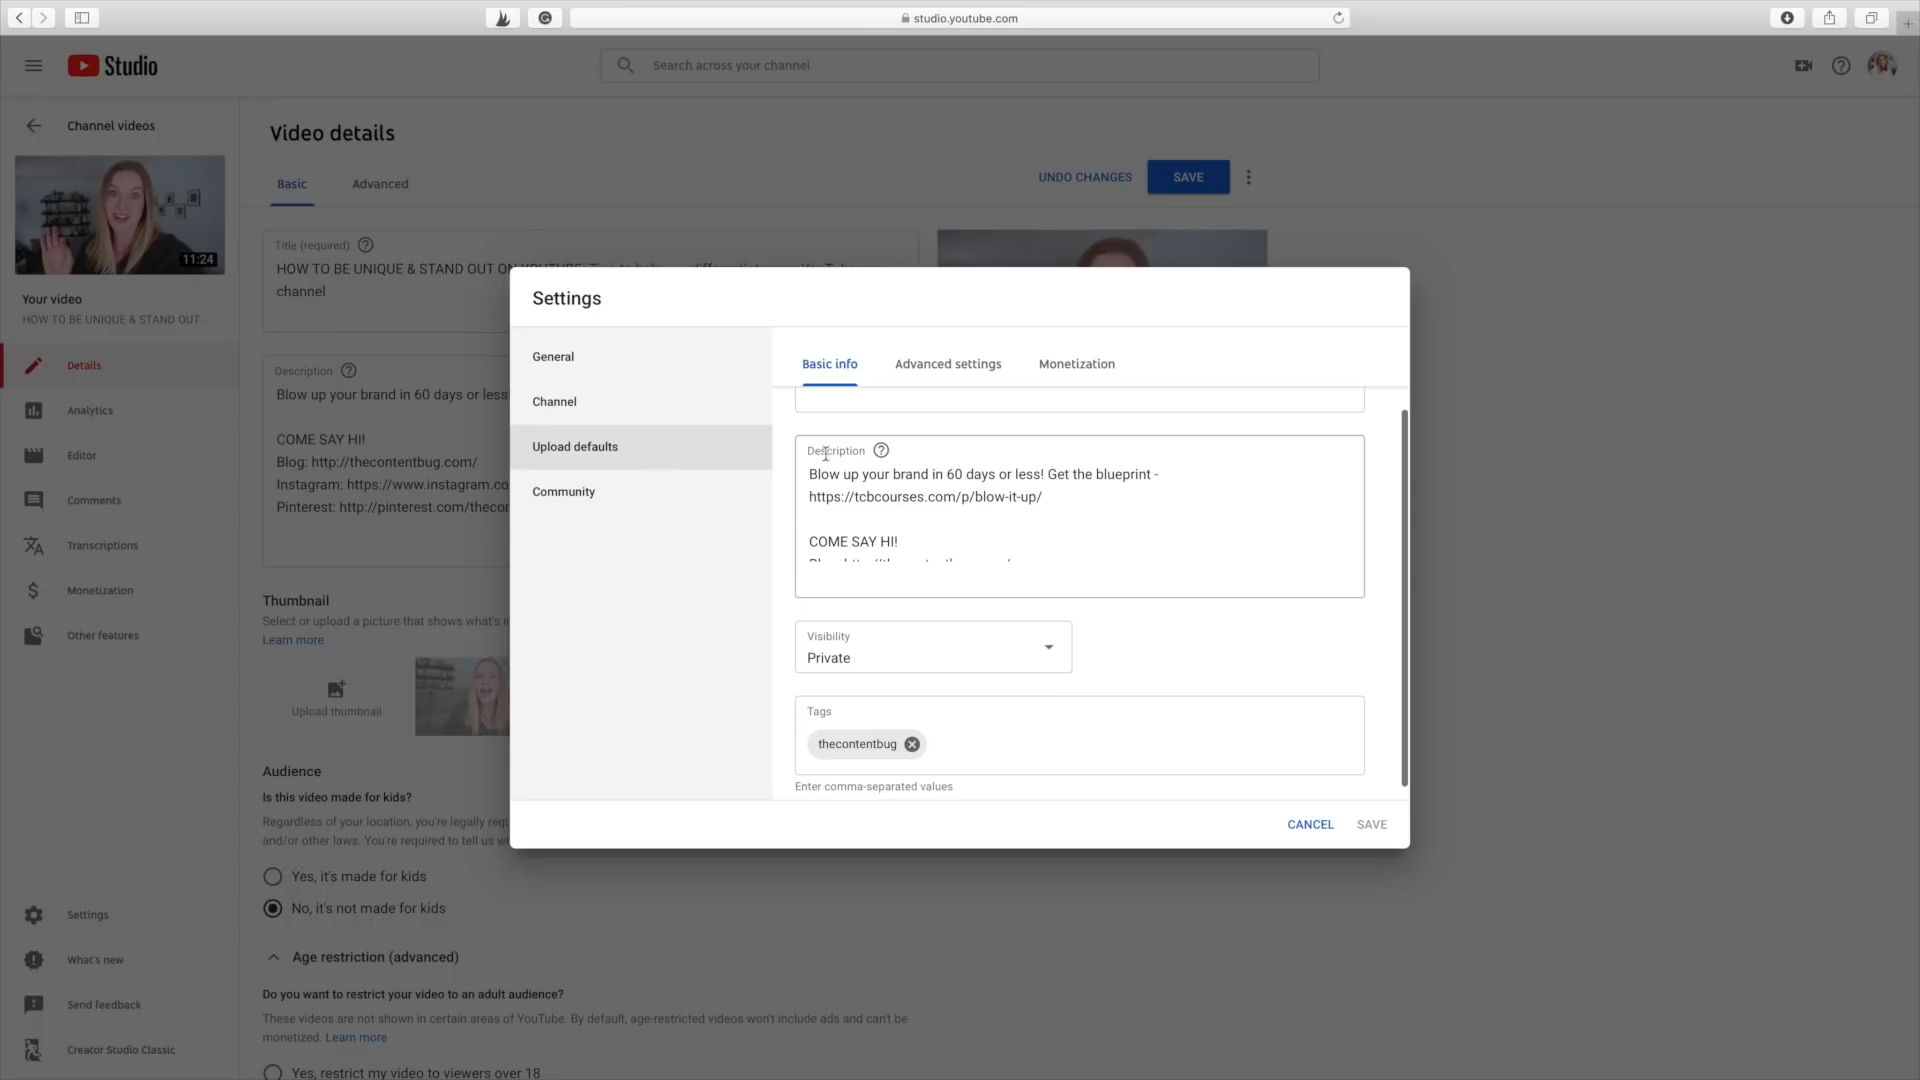 studio.youtube.com
Studio
Search across your channel
Channel videos
11:24
Your video
HOW TO BE UNIQUE & STAND OUT ...
Details
Analytics
Editor
Comments
Transcriptions
Monetization
Other features
Settings
What's new
Send feedback
Creator Studio Classic
Video details
Basic
Advanced
UNDO CHANGES
SAVE
Title (required)
HOW TO BE UNIQUE & STAND OUT ON YOUTUBE
channel
Description
Blow up your brand in 60 days or less
COME SAY HI!
Blog: http://thecontentbug.com/
Instagram: https://www.instagram.co
Pinterest: http://pinterest.com/thecon
Thumbnail
Select or upload a picture that shows what's i
Learn more
Upload thumbnail
Audience
Is this video made for kids?
Regardless of your location, you're legally requ
and/or other laws. You're required to tell us w
Yes, it's made for kids
No, it's not made for kids
Age restriction (advanced)
Do you want to restrict your video to an adult audience?
These videos are not shown in certain areas of YouTube. By default, age-restricted videos won't include ads and can't be
monetized. Learn more
Yes, restrict my video to viewers over 18
Settings
General
Channel
Upload defaults
Community
Basic info
Advanced settings
Monetization
Description
Blow up your brand in 60 days or less! Get the blueprint -
https://tcbcourses.com/p/blow-it-up/
COME SAY HI!
Visibility
Private
Tags
thecontentbug
Enter comma-separated values
CANCEL
SAVE